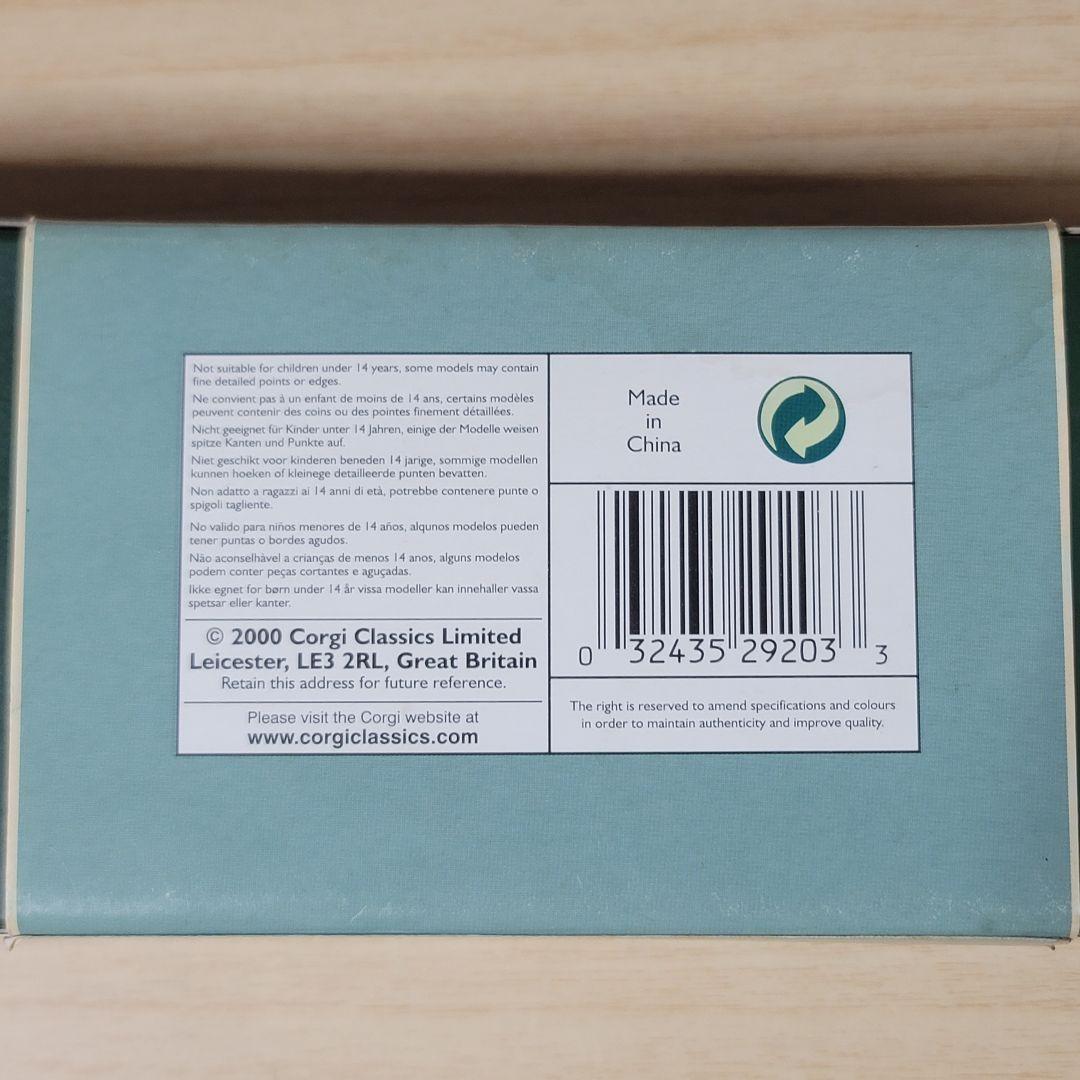 Not suitable for children under 14 years, some models may contain
fine detailed points or edges.
Ne convient pas à un enfant de moins de 14 ans, certains modèles
peuvent contenir des coins ou des pointes finement détaillées.
Nicht geeignet für Kinder unter 14 Jahren, einige der Modelle weisen
spitze Kanten und Punkte auf.
Niet geschikt voor kinderen beneden 14 jarige, sommige modellen
kunnen hoeken of kleinege detailleerde punten bevatten.
Non adatto a ragazzi ai 14 anni di età, potrebbe contenere punte o
spigoli tagliente.
No valido para niños menores de 14 años, alqunos modelos pueden
tener puntas o bordes agudos.
Não aconselhàvel a crianças de menos 14 anos, alguns modelos
podem conter peças cortantes e aguçadas.
Ikke egnet for børn under 14 år vissa modeller kan innehaller vassa
spetsar eller kanter.
© 2000 Corgi Classics Limited
Leicester, LE3 2RL, Great Britain
Retain this address for future reference.
Please visit the Corgi website at
www.corgiclassics.com
Made
in
China
0 32435 29203 3
The right is reserved to amend specifications and colours
in order to maintain authenticity and improve quality.